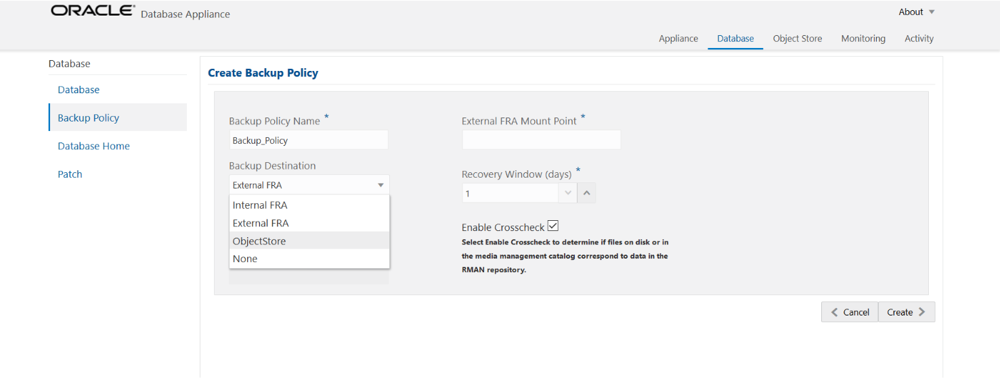 ORACLE® Database Appliance
About
Appliance Database Object Store Monitoring Activity
Database
Database
Backup Policy
Database Home
Patch
Create Backup Policy
Backup Policy Name *
Backup_Policy
External FRA Mount Point *
Backup Destination
External FRA
Internal FRA
External FRA
ObjectStore
None
Recovery Window (days) *
1
Enable Crosscheck
Select Enable Crosscheck to determine if files on disk or in
the media management catalog correspond to data in the
RMAN repository.
Cancel
Create